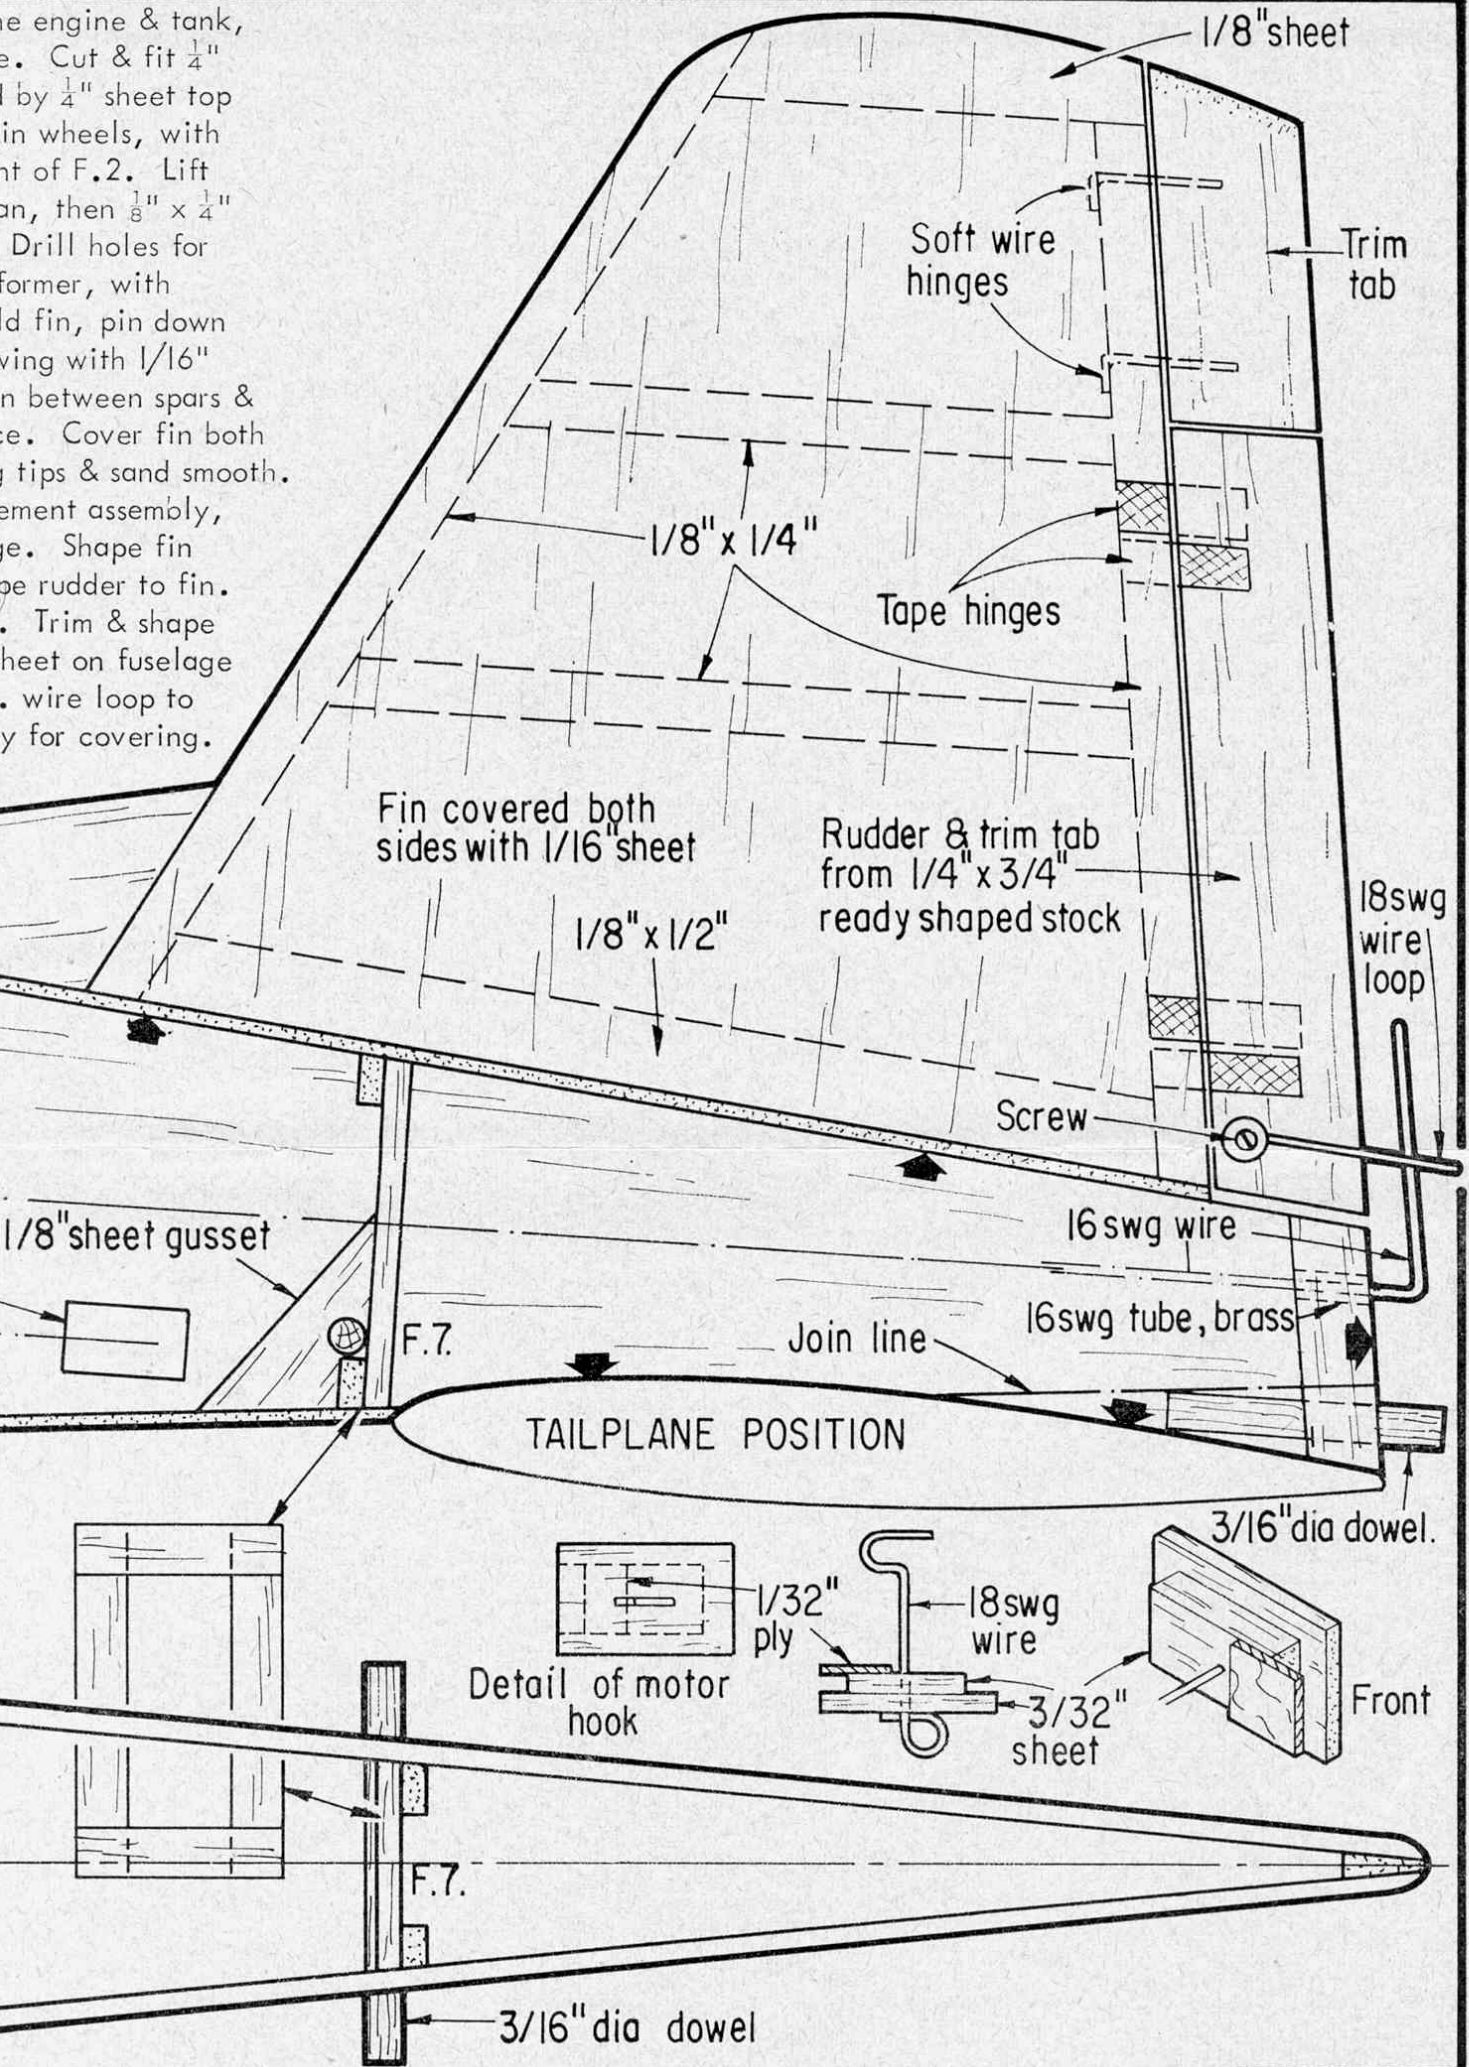 ne engine & tank,
e. Cut & fit ¼"
by ¼" sheet top
in wheels, with
nt of F.2. Lift
an, then ⅛" x ¼"
Drill holes for
former, with
ld fin, pin down
wing with 1/16"
n between spars &
ce. Cover fin both
g tips & sand smooth.
ement assembly,
ge. Shape fin
pe rudder to fin.
. Trim & shape
heet on fuselage
. wire loop to
y for covering.
1/8" sheet
Soft wire
hinges
Trim
tab
1/8" x 1/4"
Tape hinges
Fin covered both
sides with 1/16" sheet
Rudder & trim tab
from 1/4" x 3/4"
ready shaped stock
1/8" x 1/2"
18swg
wire
loop
Screw
16 swg wire
1/8" sheet gusset
16swg tube, brass
F.7.
Join line
TAILPLANE POSITION
3/16" dia dowel.
1/32"
ply
18swg
wire
Detail of motor
hook
3/32"
sheet
Front
F.7.
3/16" dia dowel